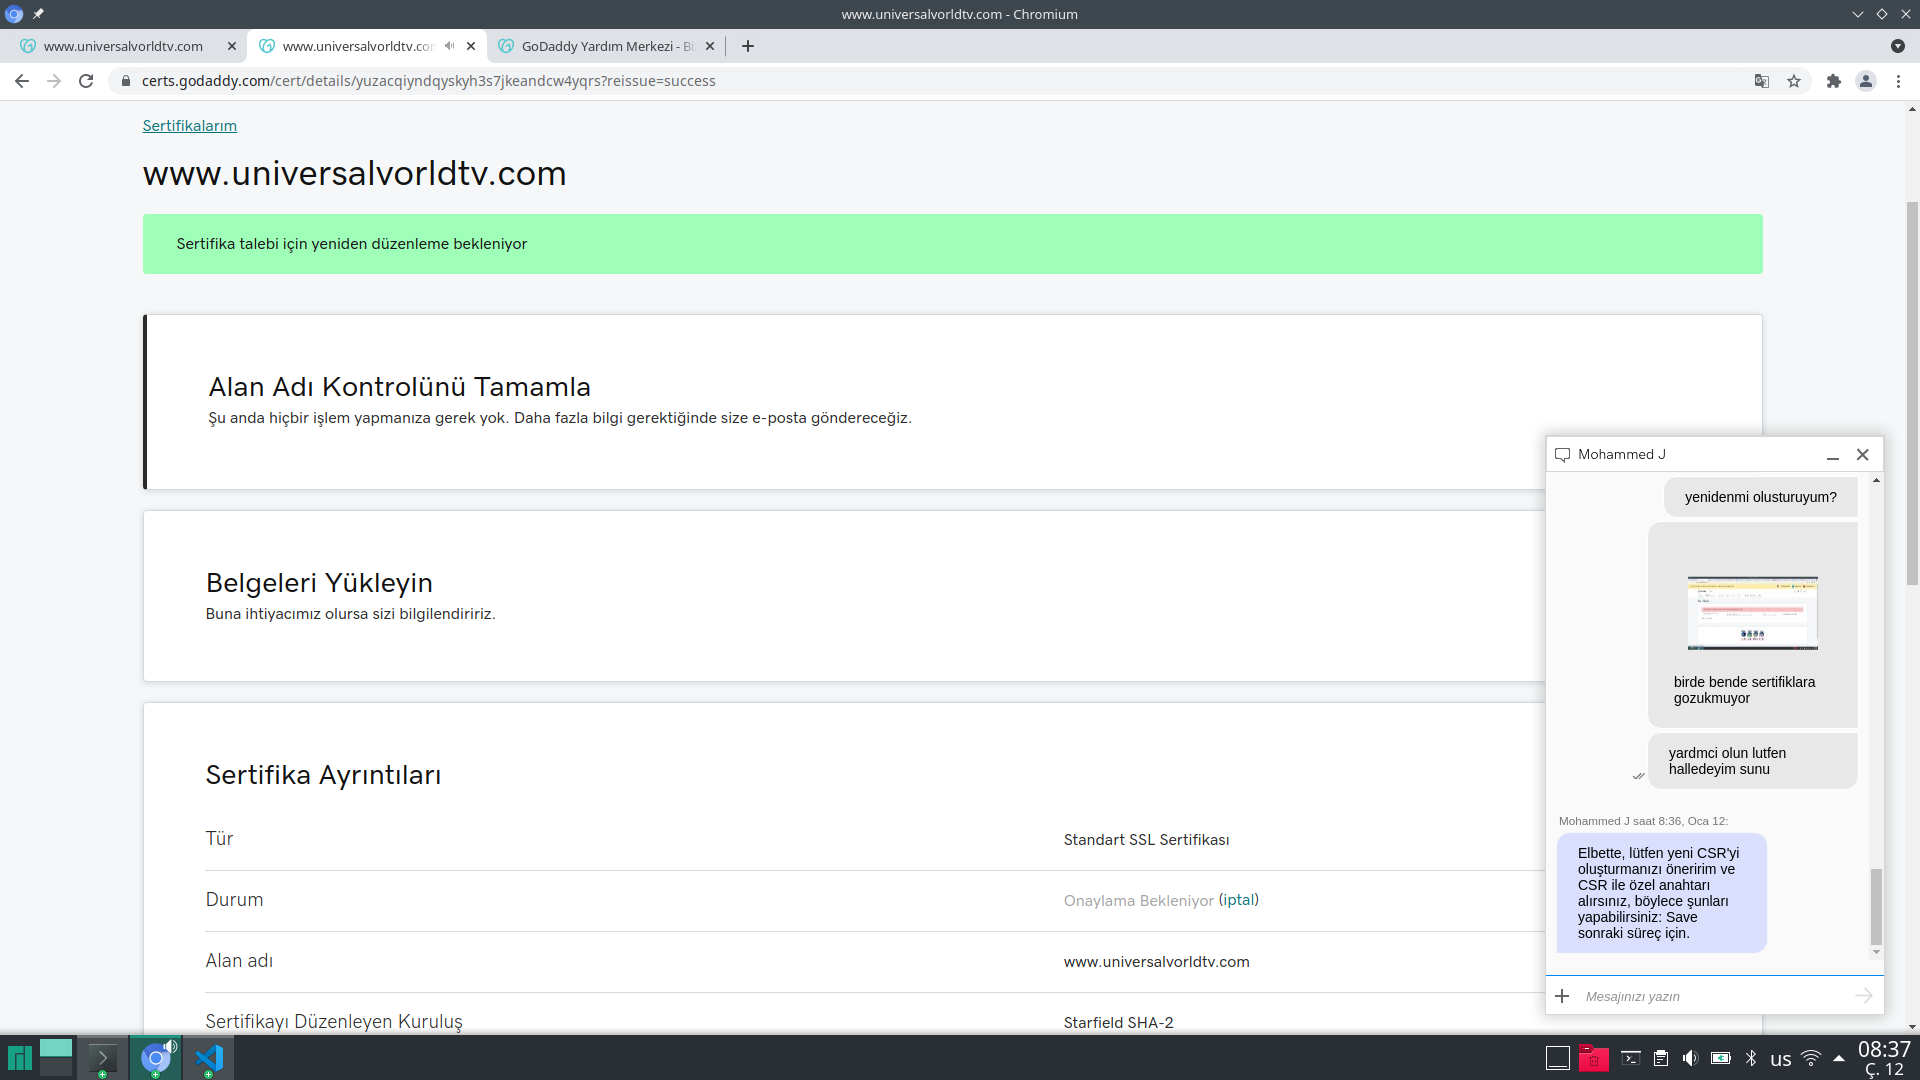 www.universalvorldtv.com - Chromium
www.universalvorldtv.com
www.universalvorldtv.co
GoDaddy Yardım Merkezi - Bi
certs.godaddy.com/cert/details/yuzacqiyndqyskyh3s7jkeandcw4yqrs?reissue=success
Sertifikalarım
www.universalvorldtv.com
Sertifika talebi için yeniden düzenleme bekleniyor
Alan Adı Kontrolünü Tamamla
Şu anda hiçbir işlem yapmanıza gerek yok. Daha fazla bilgi gerektiğinde size e-posta göndereceğiz.
Belgeleri Yükleyin
Buna ihtiyacımız olursa sizi bilgilendiririz.
Sertifika Ayrıntıları
Tür
Standart SSL Sertifikası
Durum
Onaylama Bekleniyor (iptal)
Alan adı
www.universalvorldtv.com
Sertifikayı Düzenleyen Kuruluş
Starfield SHA-2
Mohammed J
yenidenmi olusturuyum?
birde bende sertifiklara
gozukmuyor
yardmci olun lutfen
halledeyim sunu
Mohammed J saat 8:36, Oca 12:
Elbette, lütfen yeni CSR'yi
oluşturmanızı öneririm ve
CSR ile özel anahtarı
alırsınız, böylece şunları
yapabilirsiniz: Save
sonraki süreç için.
Mesajınızı yazın
us
08:37
Ç. 12